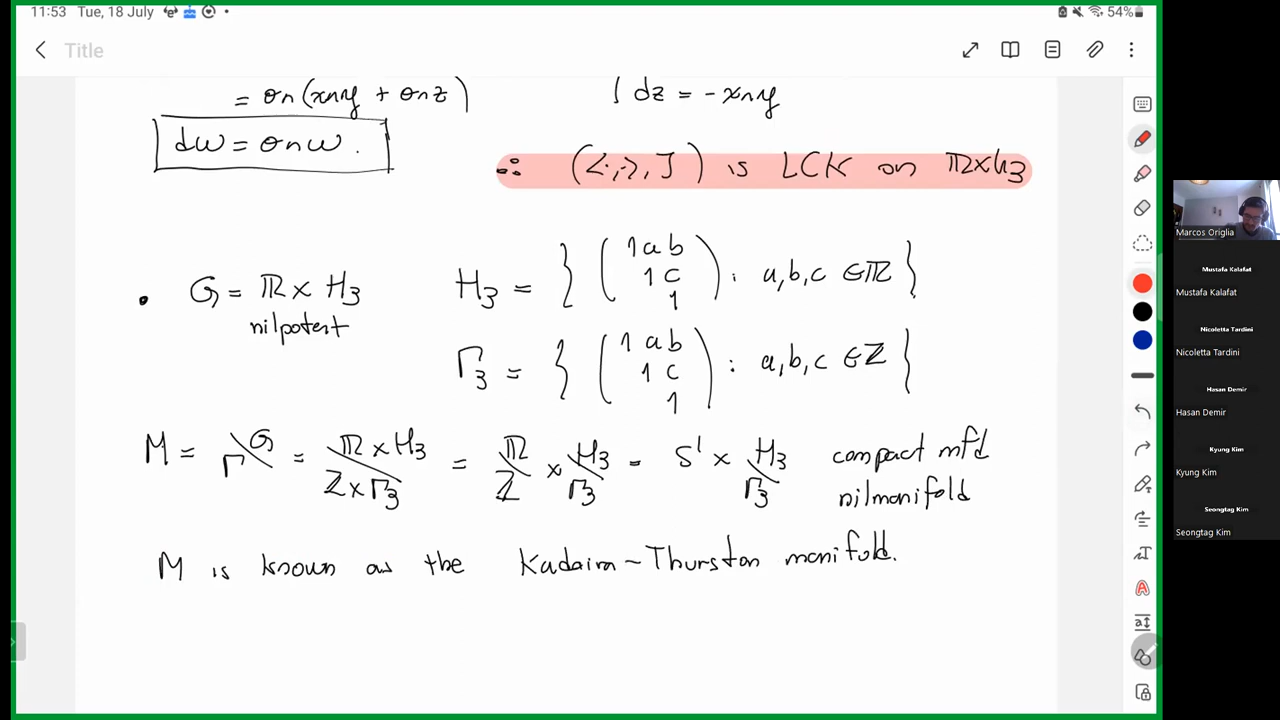 11:53 Tue, 18 July
54%
Title
= θ∧(x∧y + θ∧z)
dz = -x∧y
dω = θ∧ω.
∴ (<·,·>, J) is LCK on ℝ×h3
• G = ℝ × H3
nilpotent
H3 = { ( 1 a b
1 c
1 ) : a, b, c ∈ ℝ }
Γ3 = { ( 1 a b
1 c
1 ) : a, b, c ∈ ℤ }
M = Γ\G = ℤ×Γ3\ℝ×H3 = ℤ\ℝ × Γ3\H3 = S¹ × Γ3\H3 compact mfd
nilmanifold
M is known as the Kadaira-Thurston manifold.
Marcos Origlia
Mustafa Kalafat
Mustafa Kalafat
Nicoletta Tardini
Nicoletta Tardini
Hasan Demir
Hasan Demir
Kyung Kim
Kyung Kim
Seongtag Kim
Seongtag Kim